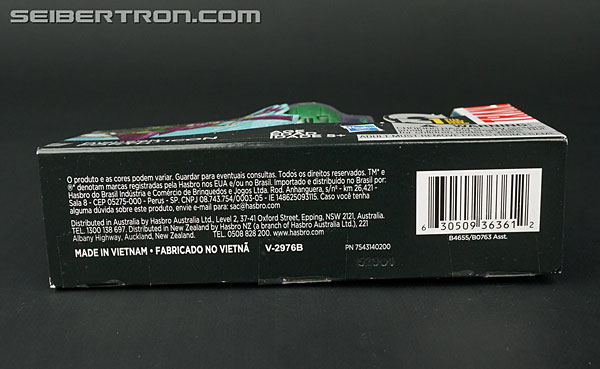 SEIBERTRON.COM
AGE 5+
ADULT MUST REMOVE
O produto e as cores podem variar. Guardar para eventuais consultas. Todos os direitos reservados. TM* e
®* denotam marcas registradas pela Hasbro nos EUA e/ou no Brasil. Importado e distribuído no Brasil por:
Hasbro do Brasil Indústria e Comércio de Brinquedos e Jogos Ltda. Rod. Anhanguera, s/nº - km 26,421 -
Sala 8 - CEP 05275-000 - Perus - SP. CNPJ 08.743.754/0003-05 - IE 148625093115. Caso você tenha
alguma dúvida sobre este produto, envie e-mail para: sac@hasbro.com
Distributed in Australia by Hasbro Australia Ltd., Level 2, 37-41 Oxford Street, Epping, NSW 2121, Australia.
TEL. 1300 138 697. Distributed in New Zealand by Hasbro NZ (a branch of Hasbro Australia Ltd.), 221
Albany Highway, Auckland, New Zealand. TEL. 0508 828 200. www.hasbro.com
MADE IN VIETNAM • FABRICADO NO VIETNÃ V-2976B PN 7543140200
6 30509 36361 2
B4655/B0763 Asst.